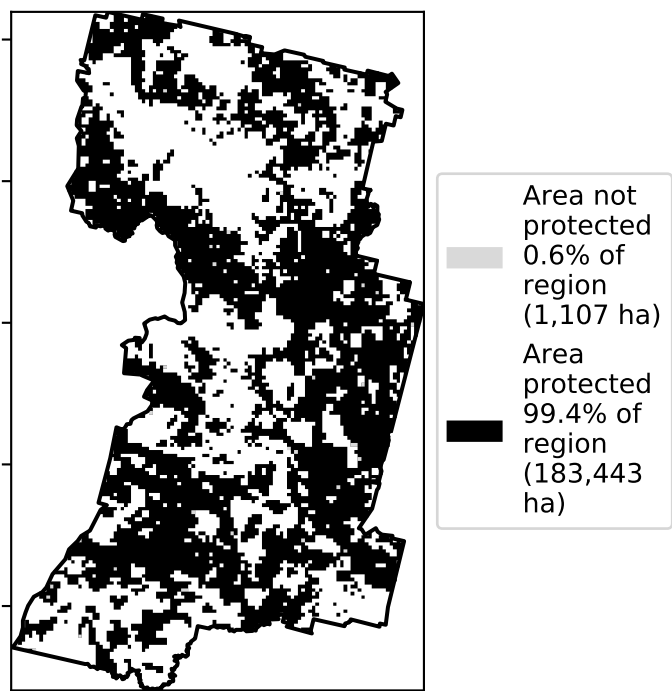 Area not
protected
0.6% of
region
(1,107 ha)
Area
protected
99.4% of
region
(183,443
ha)